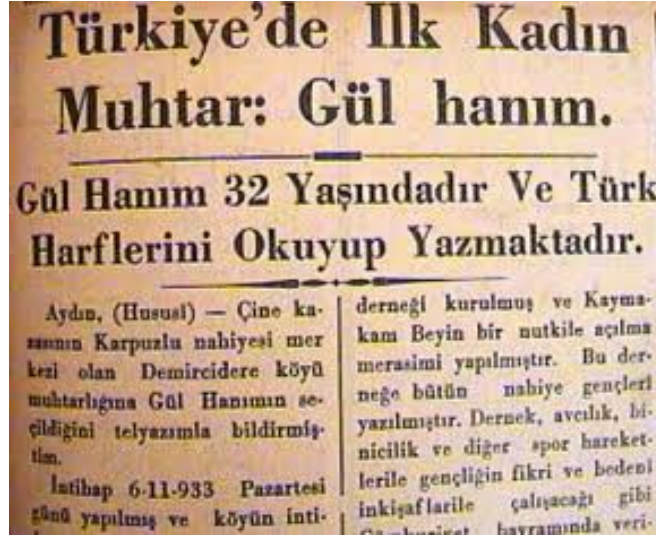 Türkiye'de Ilk Kadın
Muhtar: Gül hanım.
Gül Hanım 32 Yaşındadır Ve Türk
Harflerini Okuyup Yazmaktadır.
Aydın, (Hususî) — Çine ka-
zasının Karpuzlu nahiyesi mer
kezi olan Demircidere köyü
muhtarlığına Gül Hanımın se-
çildiğini telyazımla bildirmiş-
tim.
İntihap 6-11-933 Pazartesi
günü yapılmış ve köyün inti-
derneği kurulmuş ve Kayma-
kam Beyin bir nutkile açılma
merasimi yapılmıştır. Bu der-
neğe bütün nahiye gençleri
yazılmıştır. Dernek, avcılık, bi-
nicilik ve diğer spor hareket-
lerile gençliğin fikri ve bedeni
inkişaflarile çalışacağı gibi
Cümhuriyet bayramında veri-